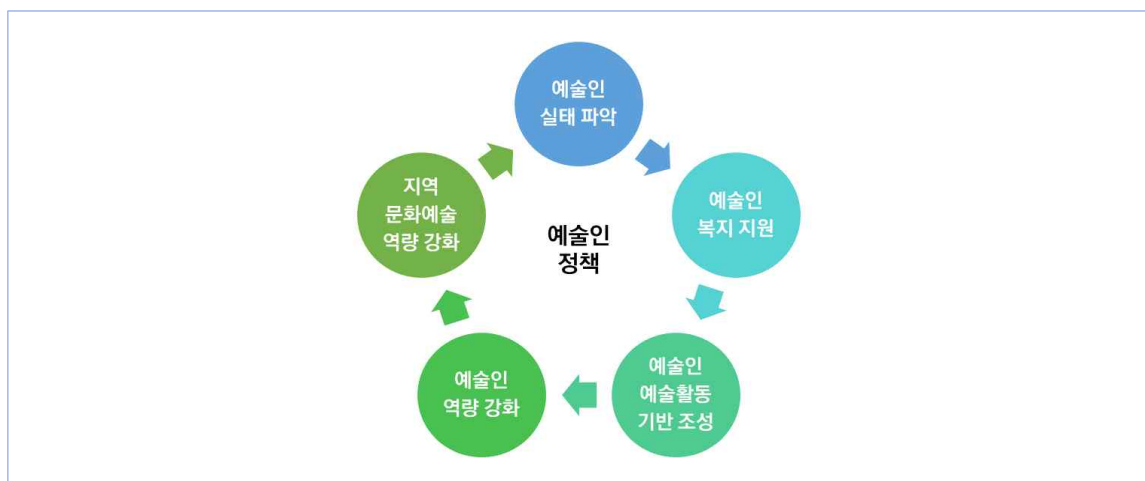 예술인
실태 파악
예술인
복지 지원
예술인
예술활동
기반 조성
예술인
역량 강화
지역
문화예술
역량 강화
예술인
정책